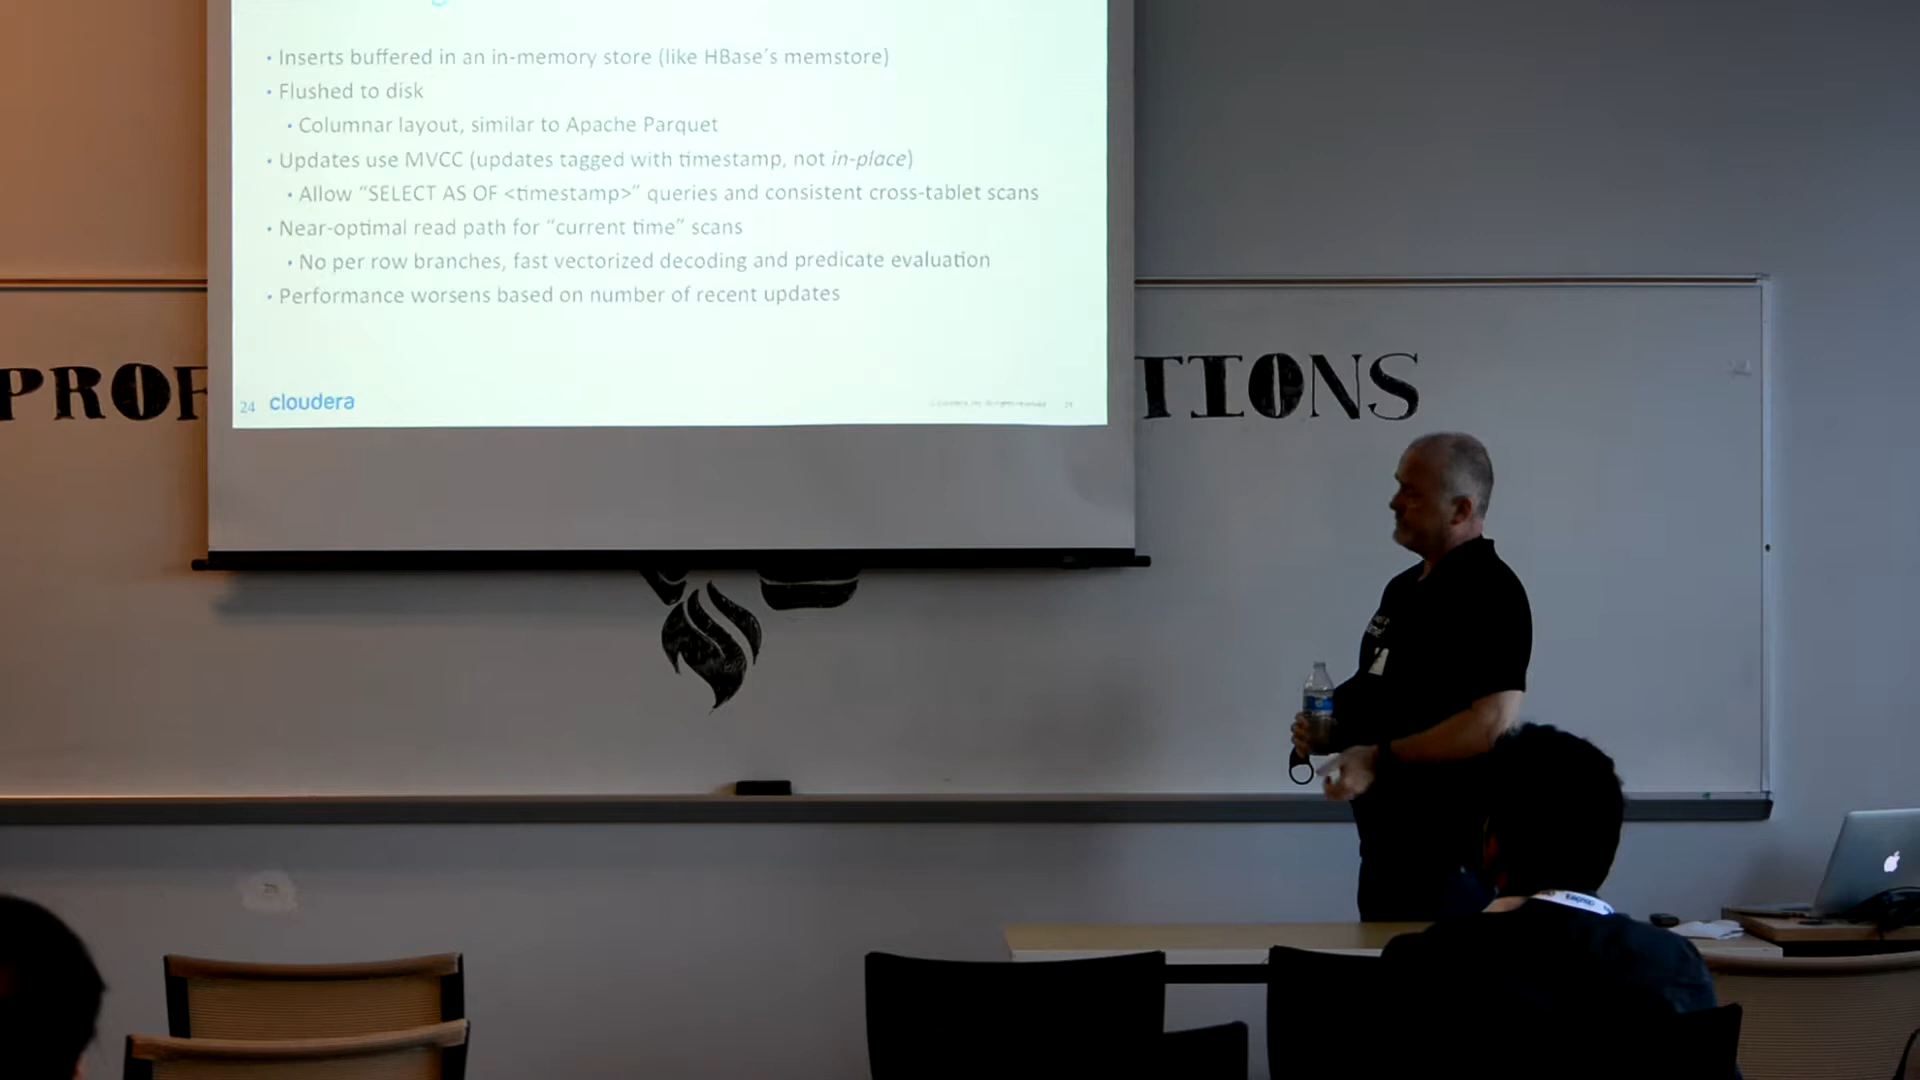 • Inserts buffered in an in-memory store (like HBase's memstore)
• Flushed to disk
• Columnar layout, similar to Apache Parquet
• Updates use MVCC (updates tagged with timestamp, not in-place)
• Allow “SELECT AS OF <timestamp>” queries and consistent cross-tablet scans
• Near-optimal read path for “current time” scans
• No per row branches, fast vectorized decoding and predicate evaluation
• Performance worsens based on number of recent updates
24 cloudera
PROF
TIONS